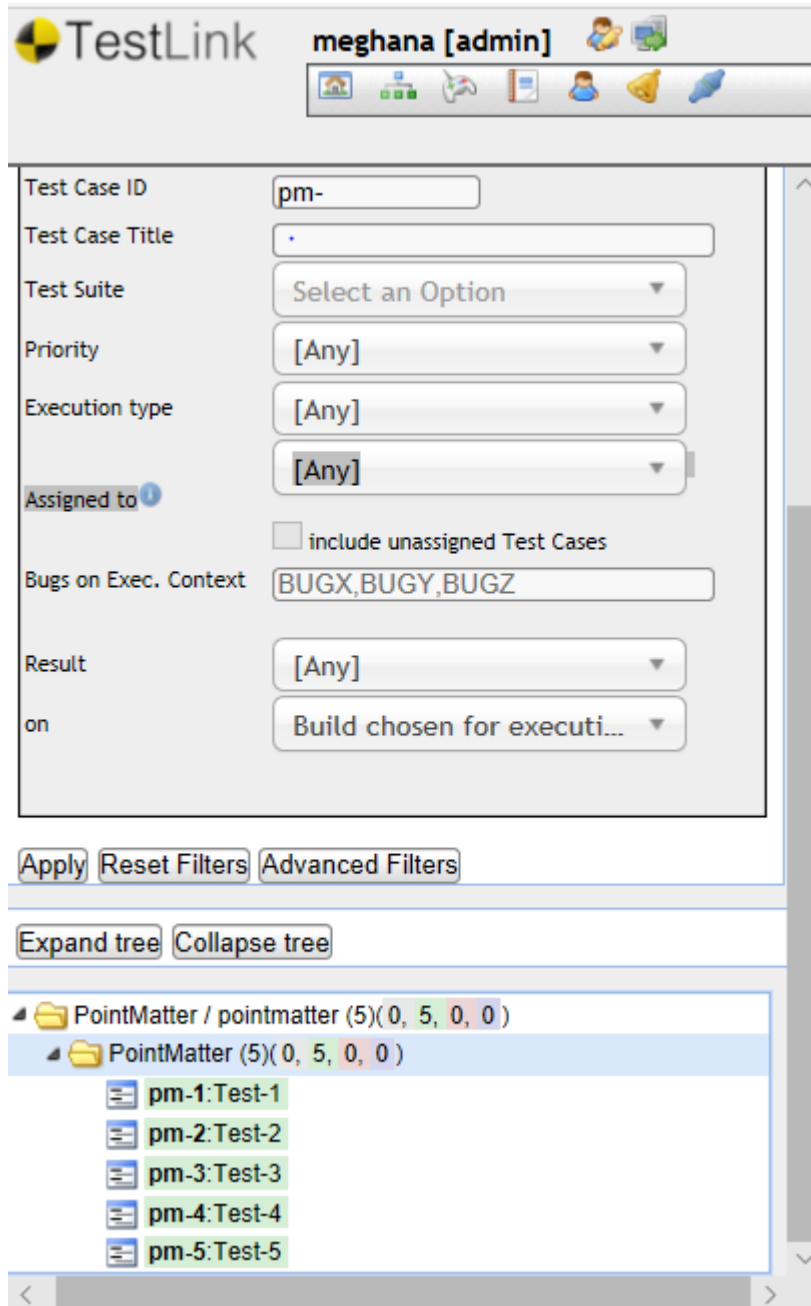 TestLink
meghana [admin]
Test Case ID pm-
Test Case Title
Test Suite Select an Option
Priority [Any]
Execution type [Any]
[Any]
Assigned to
include unassigned Test Cases
Bugs on Exec. Context BUGX,BUGY,BUGZ
Result [Any]
on Build chosen for executi...
Apply Reset Filters Advanced Filters
Expand tree Collapse tree
PointMatter / pointmatter (5)( 0, 5, 0, 0 )
PointMatter (5)( 0, 5, 0, 0 )
pm-1:Test-1
pm-2:Test-2
pm-3:Test-3
pm-4:Test-4
pm-5:Test-5